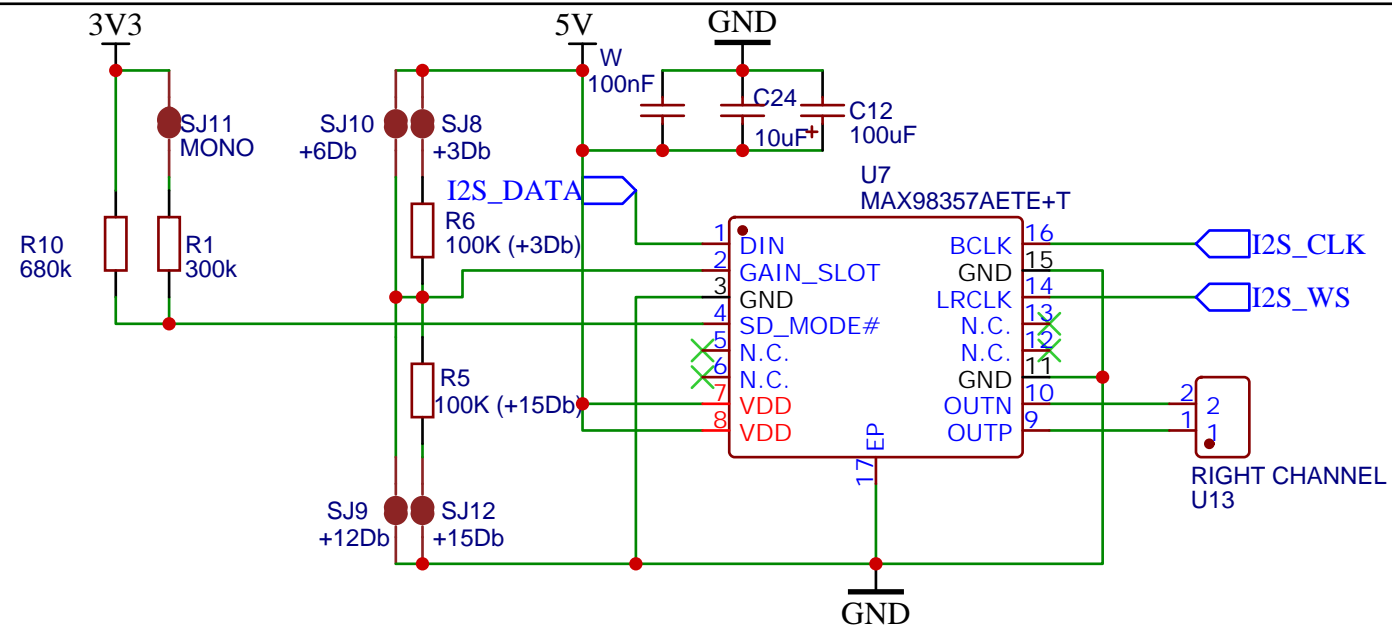 3V3
5V
GND
W
100nF
C24
10uF
+
C12
100uF
SJ11
MONO
SJ10
+6Db
SJ8
+3Db
I2S_DATA
R10
680k
R1
300k
R6
100K (+3Db)
R5
100K (+15Db)
SJ9
+12Db
SJ12
+15Db
U7
MAX98357AETE+T
1 DIN
2 GAIN_SLOT
3 GND
4 SD_MODE#
5 N.C.
6 N.C.
7 VDD
8 VDD
17 EP
BCLK 16
GND 15
LRCLK 14
N.C. 13
N.C. 12
GND 11
OUTN 10
OUTP 9
I2S_CLK
I2S_WS
2 2
1 1
RIGHT CHANNEL
U13
GND